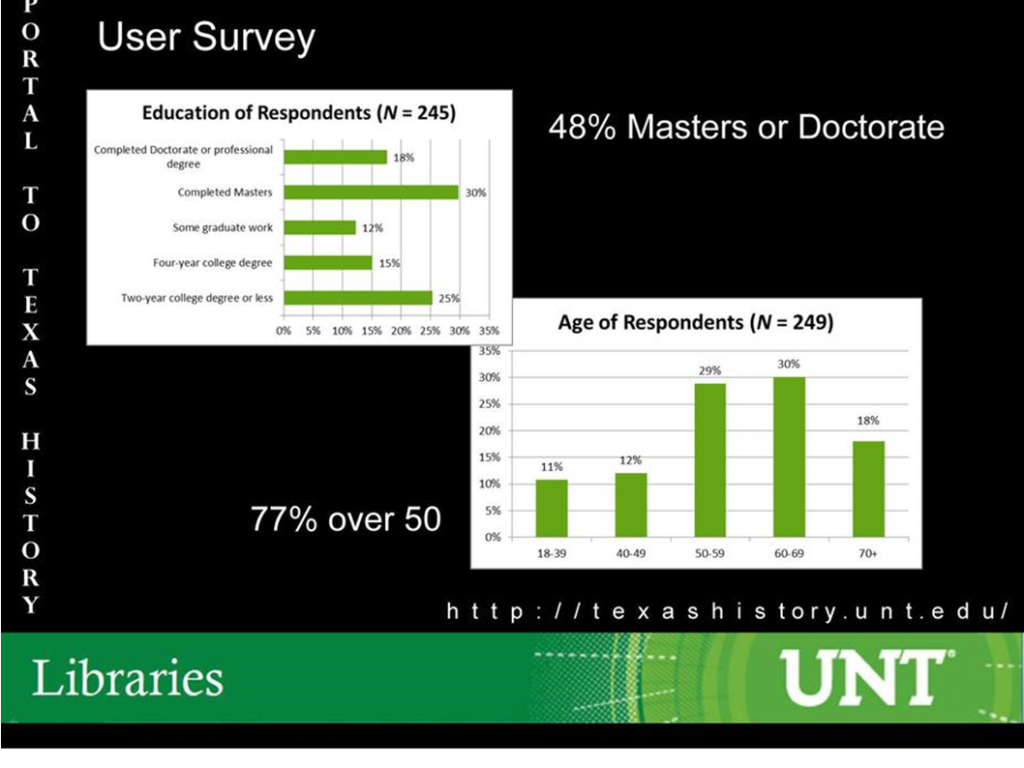 PORTAL TO TEXAS HISTORY
User Survey
Education of Respondents (N = 245)
Completed Doctorate or professional
degree
18%
Completed Masters
30%
Some graduate work
12%
Four-year college degree
15%
Two-year college degree or less
25%
0% 5% 10% 15% 20% 25% 30% 35%
48% Masters or Doctorate
Age of Respondents (N = 249)
35%
30%
25%
20%
15%
10%
5%
0%
11%
12%
29%
30%
18%
18-39 40-49 50-59 60-69 70+
77% over 50
http://texashistory.unt.edu/
Libraries
UNT®